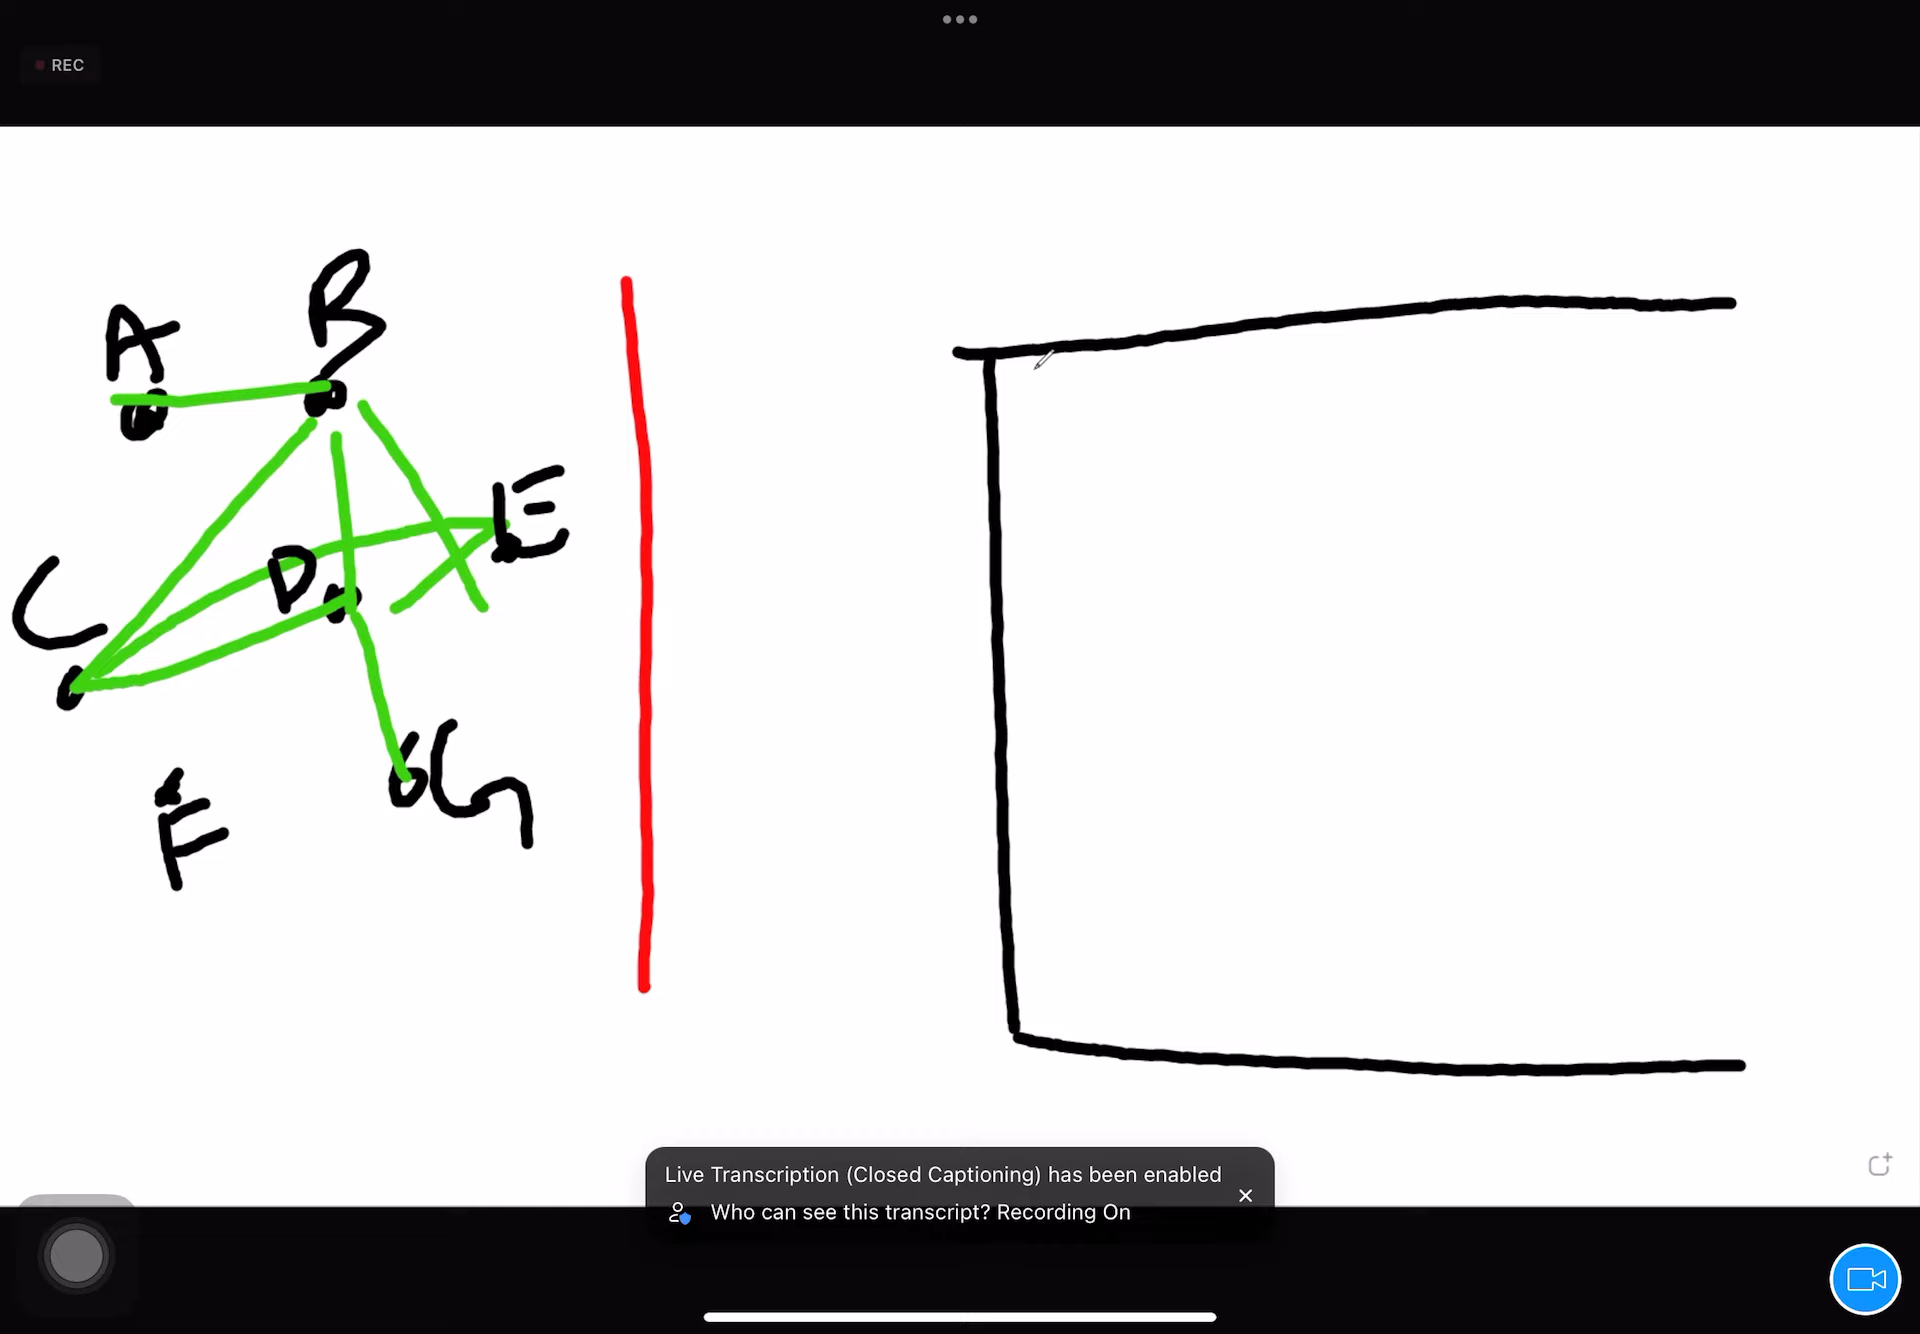 REC
B
A
E
D
C
G
F
Live Transcription (Closed Captioning) has been enabled
Who can see this transcript? Recording On